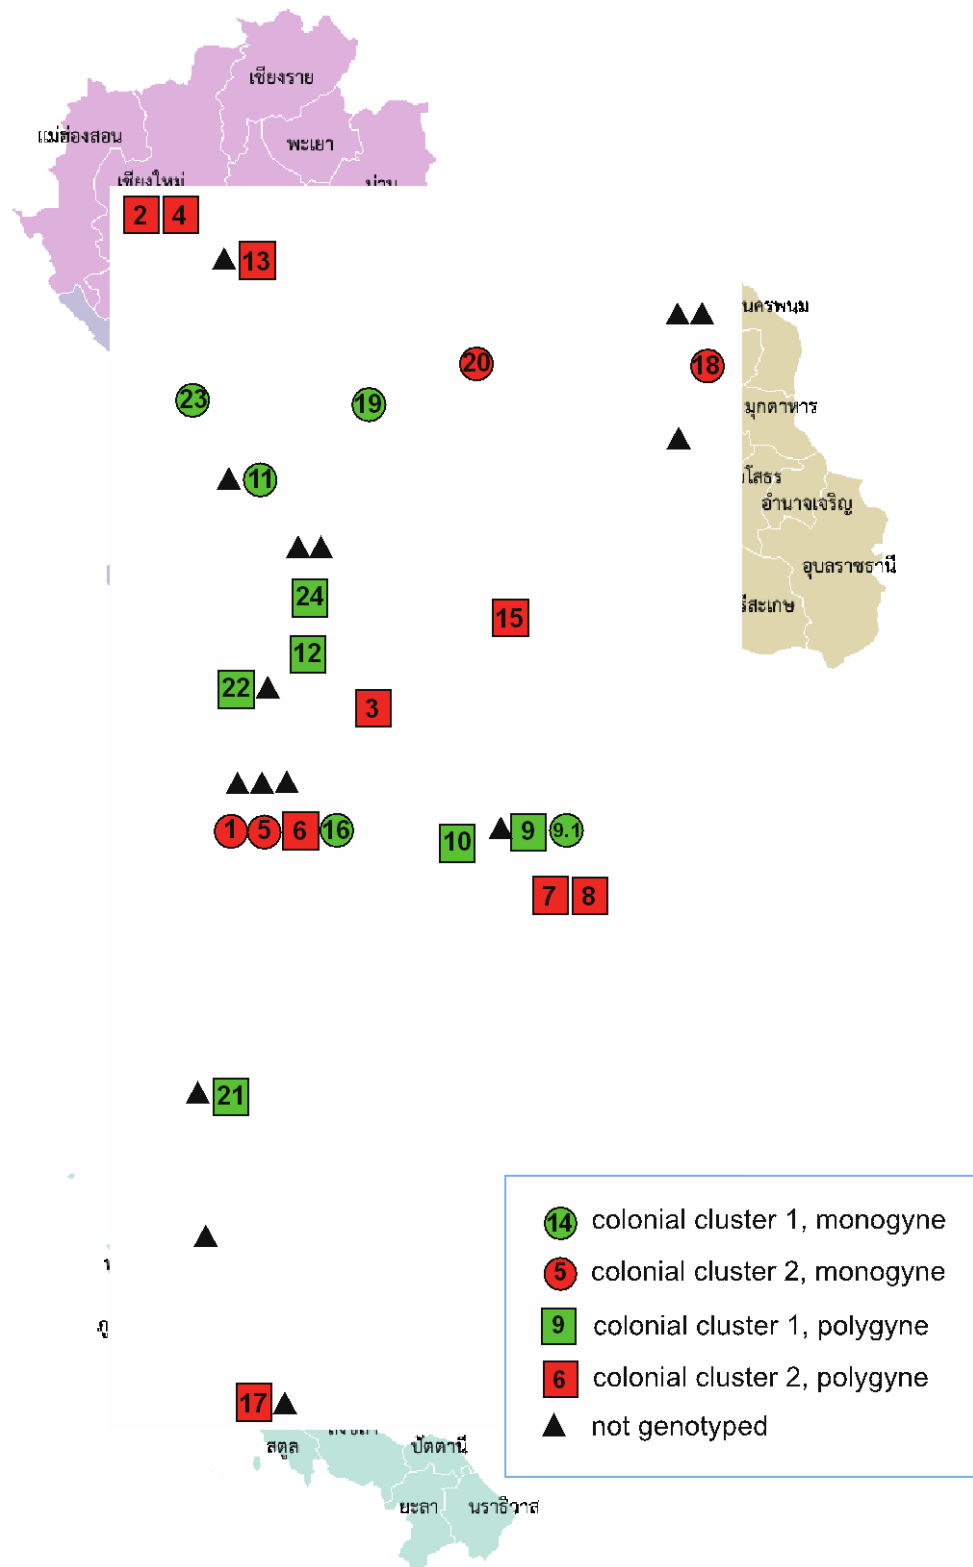 เชียงราย
แม่ฮ่องสอน
พะเยา
เชียงใหม่
น่าน
2 4
13
นครพนม
20
18
23
19
มุกดาหาร
11
โสธร
อำนาจเจริญ
อุบลราชธานี
24
15
รีสะเกษ
12
22
3
1 5 6 16
10 9 9.1
7 8
21
14 colonial cluster 1, monogyne
5 colonial cluster 2, monogyne
ภู
9 colonial cluster 1, polygyne
6 colonial cluster 2, polygyne
17
not genotyped
สตูล
ปัตตานี
ยะลา
นราธิวาส